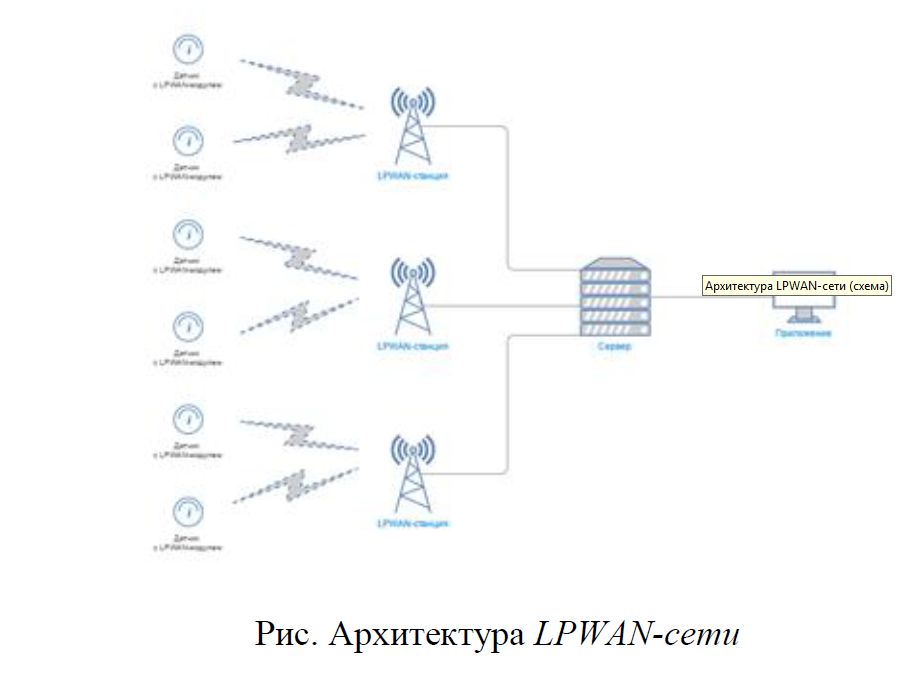 Датчик
с LPWAN-модулем
Датчик
с LPWAN-модулем
LPWAN-станция
Датчик
с LPWAN-модулем
Датчик
с LPWAN-модулем
LPWAN-станция
Сервер
Архитектура LPWAN-сети (схема)
Приложение
Датчик
с LPWAN-модулем
Датчик
с LPWAN-модулем
LPWAN-станция
Рис. Архитектура LPWAN-сети